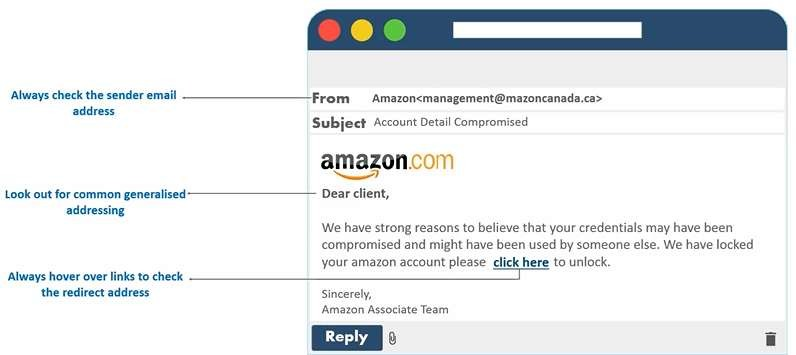 Always check the sender email
address
From Amazon<management@mazoncanada.ca>
Subject Account Detail Compromised
amazon.com
Look out for common generalised
addressing
Dear client,
We have strong reasons to believe that your credentials may have been
compromised and might have been used by someone else. We have locked
your amazon account please click here to unlock.
Always hover over links to check
the redirect address
Sincerely,
Amazon Associate Team
Reply